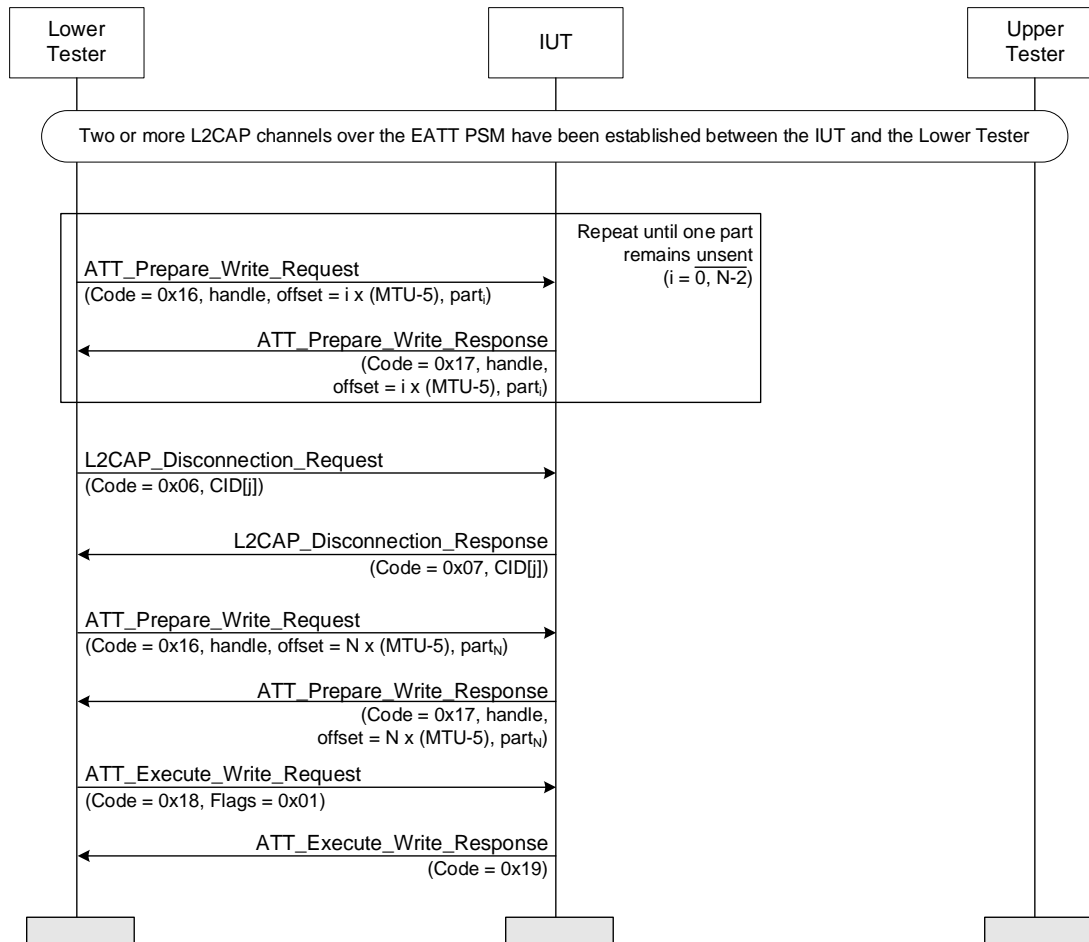 Lower
Tester
IUT
Upper
Tester
Two or more L2CAP channels over the EATT PSM have been established between the IUT and the Lower Tester
Repeat until one part
remains unsent
(i = 0, N-2)
ATT_Prepare_Write_Request
(Code = 0x16, handle, offset = i x (MTU-5), partᵢ)
ATT_Prepare_Write_Response
(Code = 0x17, handle,
offset = i x (MTU-5), partᵢ)
L2CAP_Disconnection_Request
(Code = 0x06, CID[j])
L2CAP_Disconnection_Response
(Code = 0x07, CID[j])
ATT_Prepare_Write_Request
(Code = 0x16, handle, offset = N x (MTU-5), part_N)
ATT_Prepare_Write_Response
(Code = 0x17, handle,
offset = N x (MTU-5), part_N)
ATT_Execute_Write_Request
(Code = 0x18, Flags = 0x01)
ATT_Execute_Write_Response
(Code = 0x19)